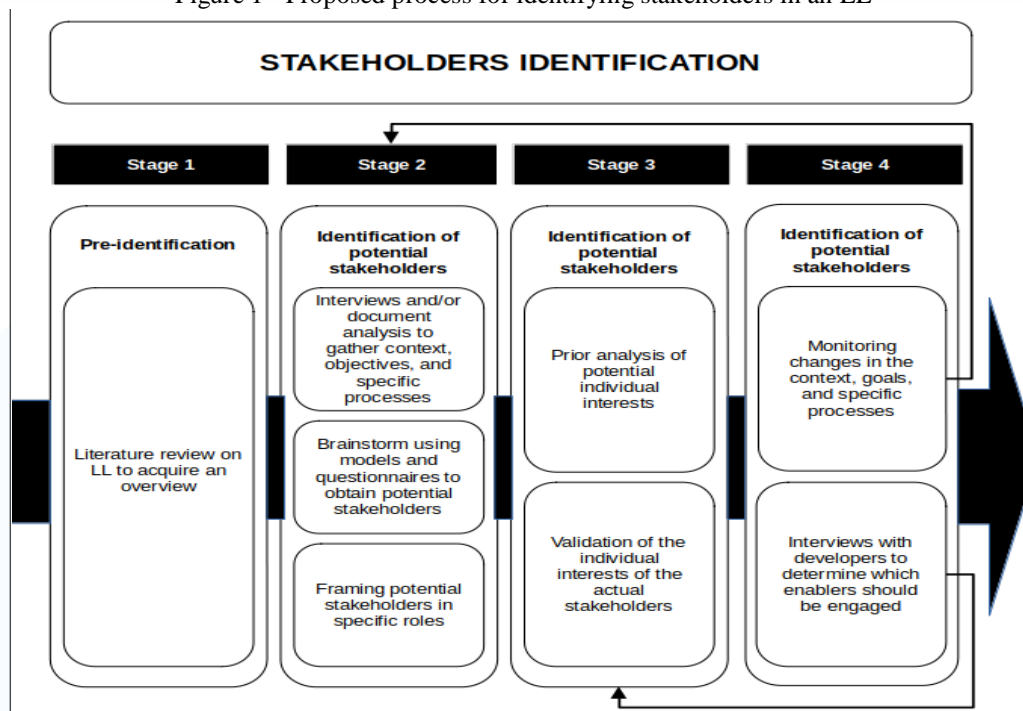 Figure 1 - Proposed process for identifying stakeholders in an LL
STAKEHOLDERS IDENTIFICATION
Stage 1
Stage 2
Stage 3
Stage 4
Pre-identification
Literature review on
LL to acquire an
overview
Identification of
potential
stakeholders
Interviews and/or
document
analysis to
gather context,
objectives, and
specific
processes
Brainstorm using
models and
questionnaires to
obtain potential
stakeholders
Framing potential
stakeholders in
specific roles
Identification of
potential
stakeholders
Prior analysis of
potential
individual
interests
Validation of the
individual
interests of the
actual
stakeholders
Identification of
potential
stakeholders
Monitoring
changes in the
context, goals,
and specific
processes
Interviews with
developers to
determine which
enablers should
be engaged